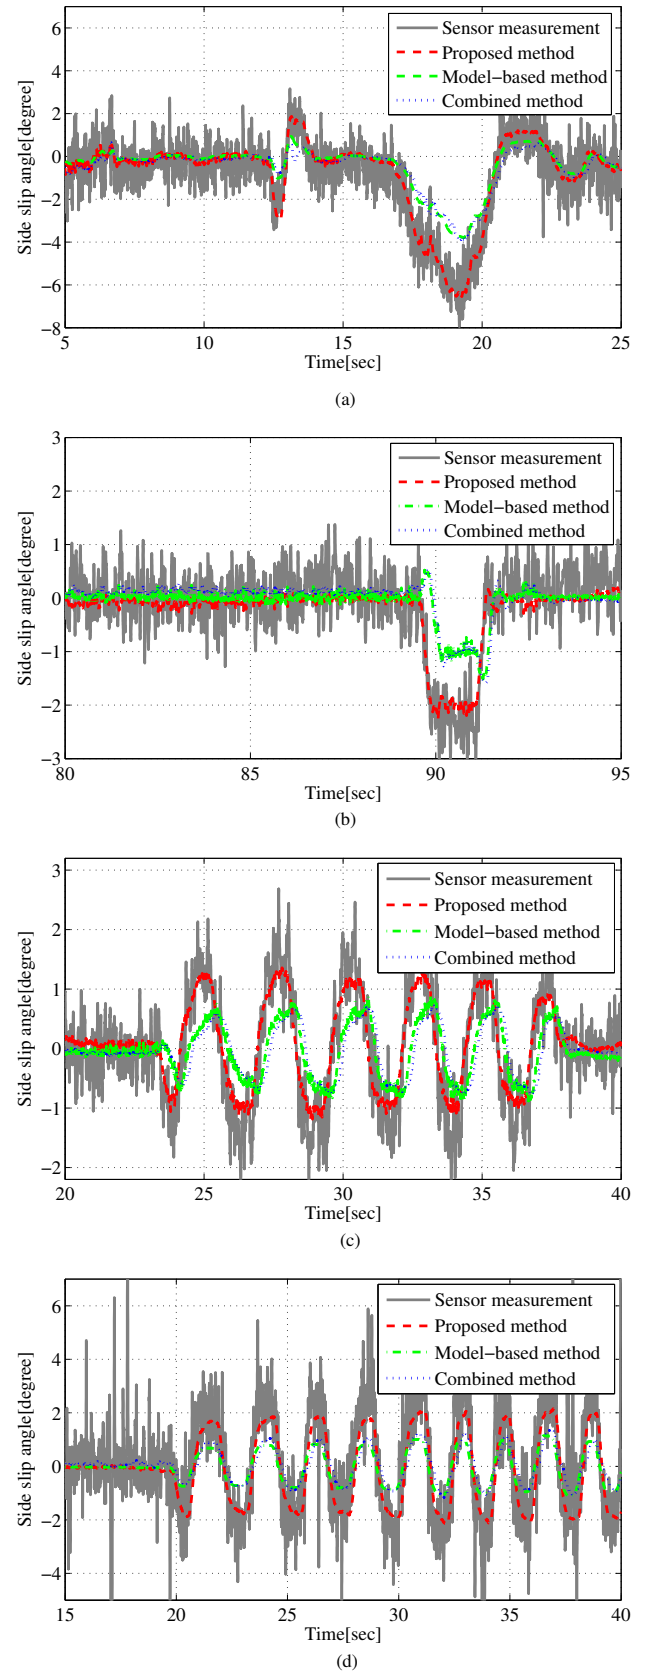 6
4
2
0
−2
−4
−6
−8
Side slip angle[degree]
Sensor measurement
Proposed method
Model−based method
Combined method
5
10
15
20
25
Time[sec]
(a)
3
2
1
0
−1
−2
−3
Side slip angle[degree]
Sensor measurement
Proposed method
Model−based method
Combined method
80
85
90
95
Time[sec]
(b)
3
2
1
0
−1
−2
Side slip angle[degree]
Sensor measurement
Proposed method
Model−based method
Combined method
20
25
30
35
40
Time[sec]
(c)
6
4
2
0
−2
−4
Side slip angle[degree]
Sensor measurement
Proposed method
Model−based method
Combined method
15
20
25
30
35
40
Time[sec]
(d)